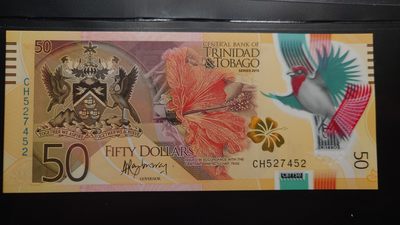 50
CENTRAL BANK OF
TRINIDAD
& TOBAGO
SERIES 2015
CH527452
TOGETHER WE ASPIRE TOGETHER WE ACHIEVE
50
FIFTY DOLLARS
GOVERNOR
CH527452
50